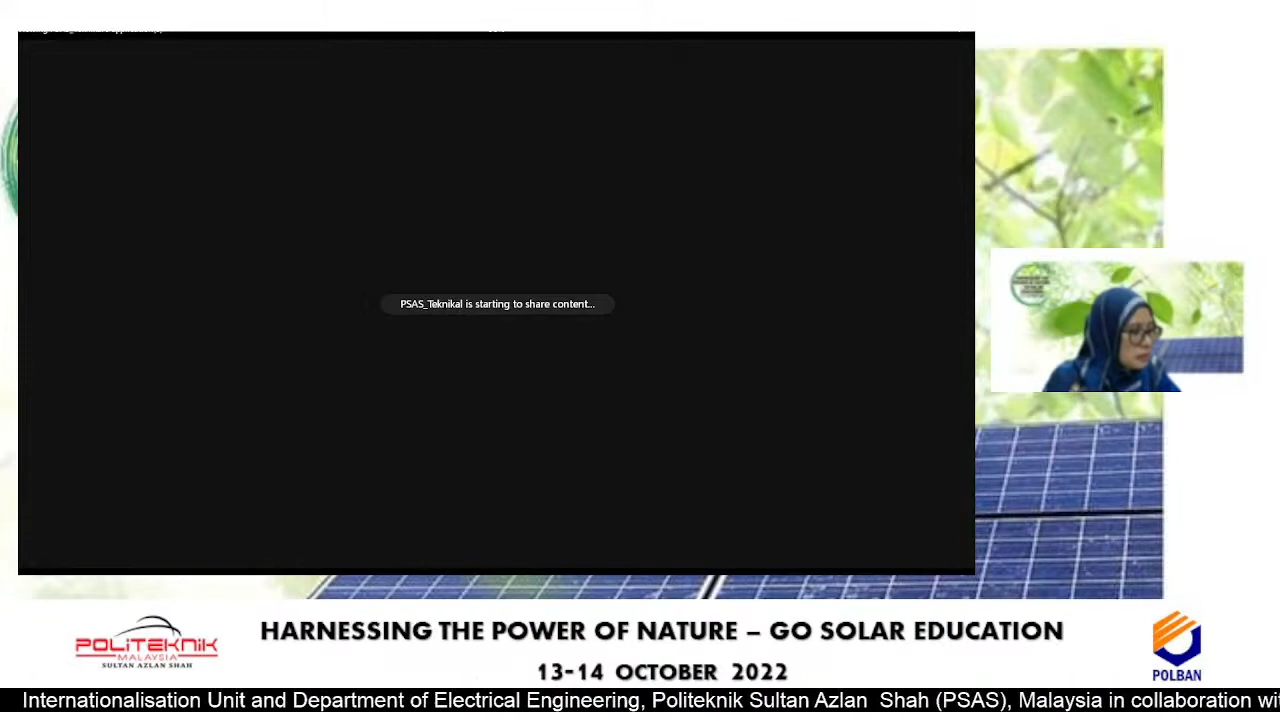 PSAS_Teknikal is starting to share content...
HARNESSING THE POWER OF NATURE – GO SOLAR EDUCATION
13-14 OCTOBER 2022
POLITEKNIK
MALAYSIA
SULTAN AZLAN SHAH
POLBAN
Internationalisation Unit and Department of Electrical Engineering, Politeknik Sultan Azlan Shah (PSAS), Malaysia in collaboration wi